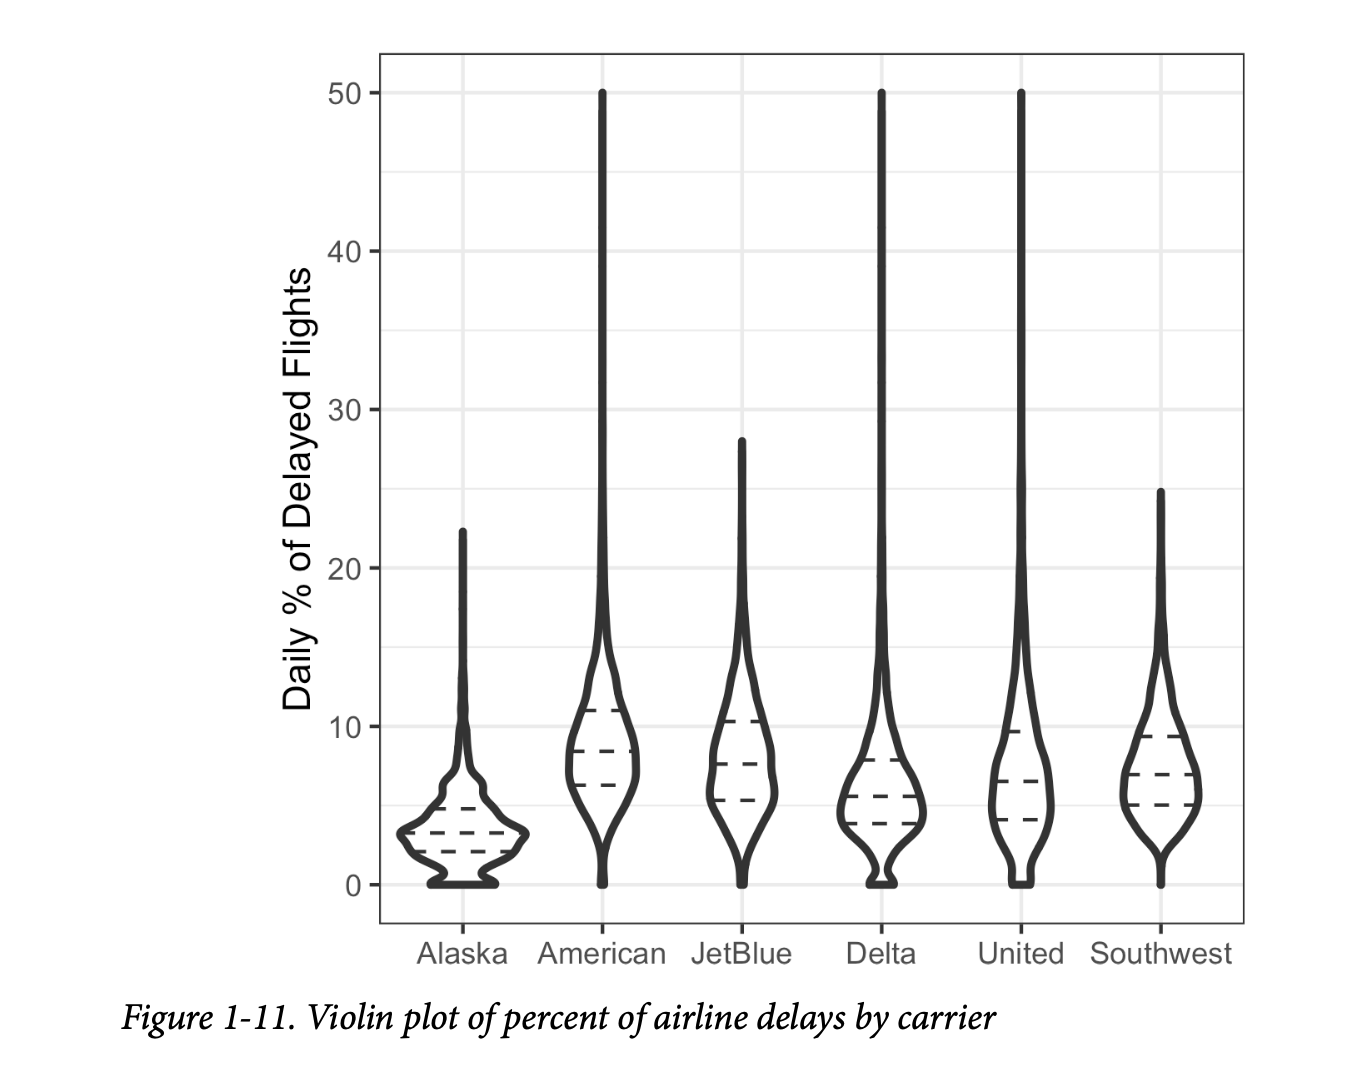 50
40
30
20
10
0
Daily % of Delayed Flights
Alaska American JetBlue Delta United Southwest
Figure 1-11. Violin plot of percent of airline delays by carrier